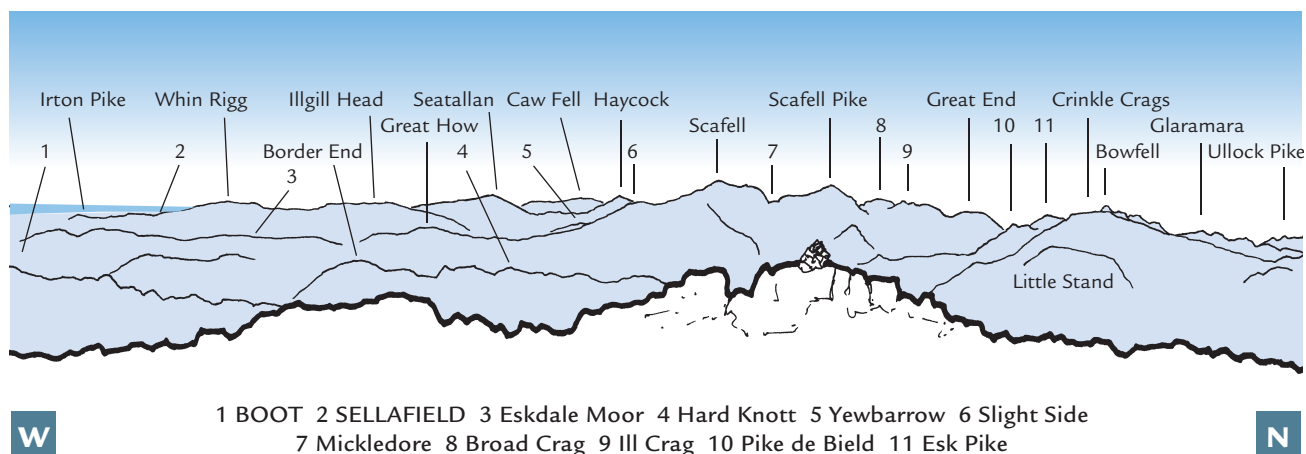 Irton Pike Whin Rigg Illgill Head Seatallan Caw Fell Haycock Scafell Pike Great End Crinkle Crags
Great How Scafell 8 10 11 Glaramara
1 2 Border End 4 5 6 7 9 Bowfell Ullock Pike
3
Little Stand
1 BOOT 2 SELLAFIELD 3 Eskdale Moor 4 Hard Knott 5 Yewbarrow 6 Slight Side
7 Mickledore 8 Broad Crag 9 Ill Crag 10 Pike de Bield 11 Esk Pike
W
N